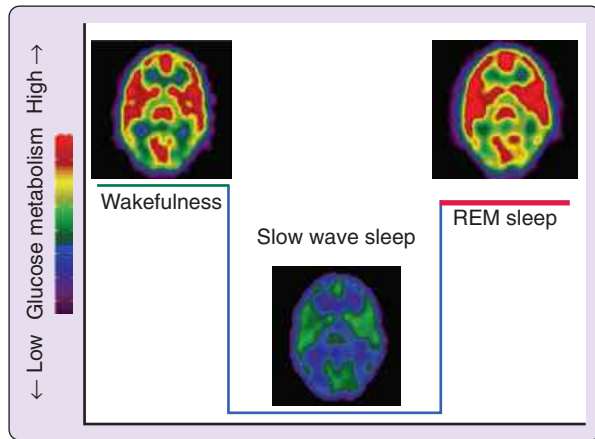 ← Low Glucose metabolism High →
Wakefulness
REM sleep
Slow wave sleep